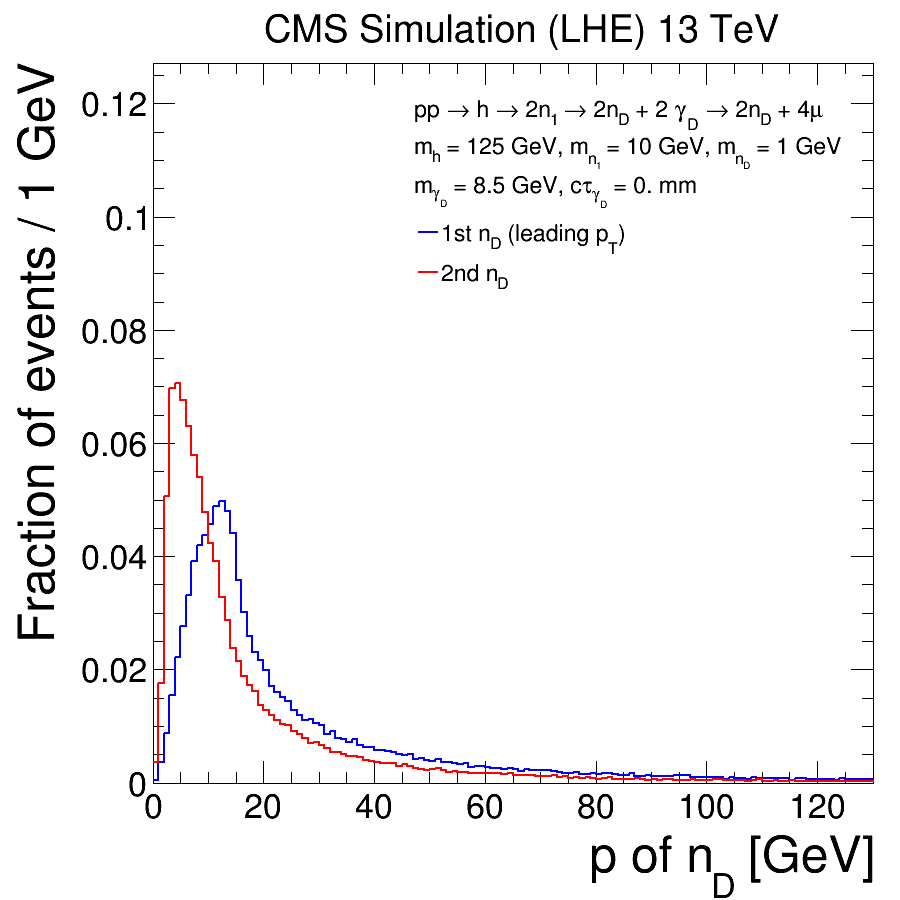 CMS Simulation (LHE) 13 TeV
Fraction of events / 1 GeV
0.12
0.1
0.08
0.06
0.04
0.02
0
pp → h → 2n1 → 2nD + 2 γD → 2nD + 4μ
mh = 125 GeV, mn1 = 10 GeV, mnD = 1 GeV
mγD = 8.5 GeV, cτγD = 0. mm
1st nD (leading pT)
2nd nD
0 20 40 60 80 100 120
p of nD [GeV]